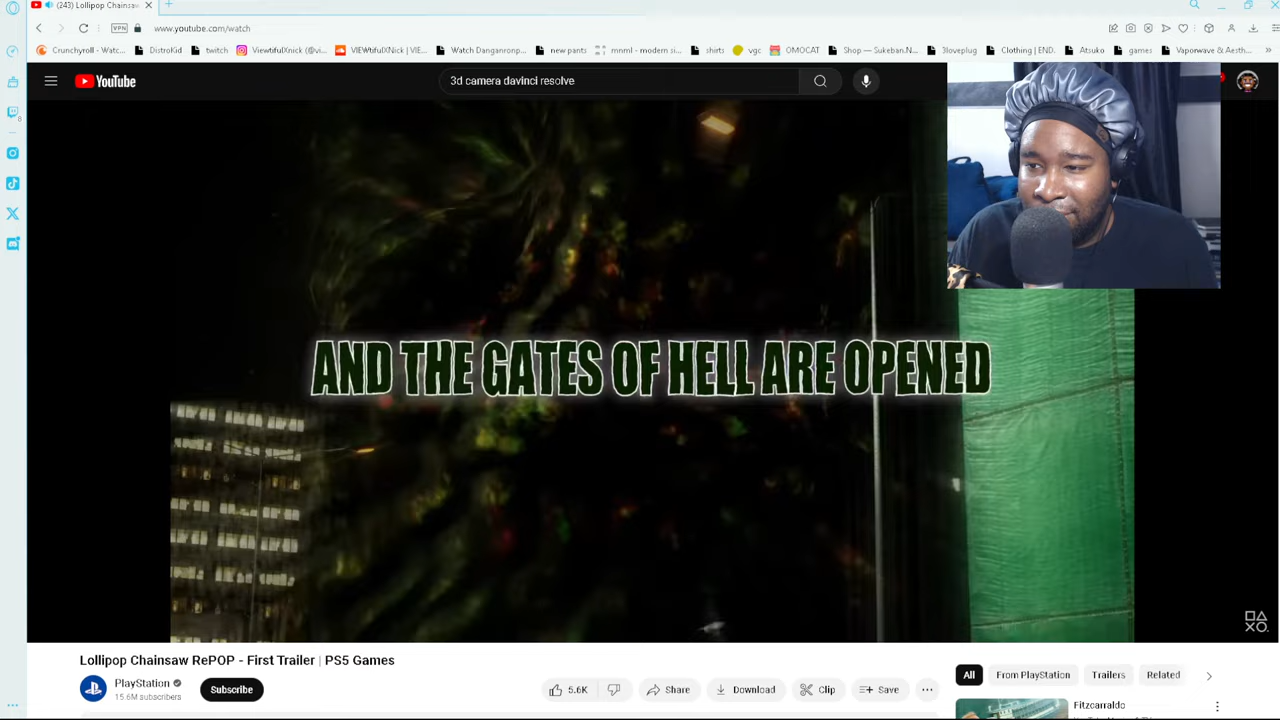 (243) Lollipop Chainsaw
VPN
www.youtube.com/watch
Crunchyroll - Watc...
DistroKid
twitch
ViewtifulXNick (@vi...
VIEWtifulXNick | VIE...
Watch Danganronp...
new pants
mnml - modern si...
shirts
vgc
OMOCAT
Shop — Sukeban.N...
3loveplug
Clothing | END.
Atsuko
games
Vaporwave & Aesth...
YouTube
3d camera davinci resolve
AND THE GATES OF HELL ARE OPENED
Lollipop Chainsaw RePOP - First Trailer | PS5 Games
PlayStation
15.6M subscribers
Subscribe
5.6K
Share
Download
Clip
Save
All
From PlayStation
Trailers
Related
Fitzcarraldo